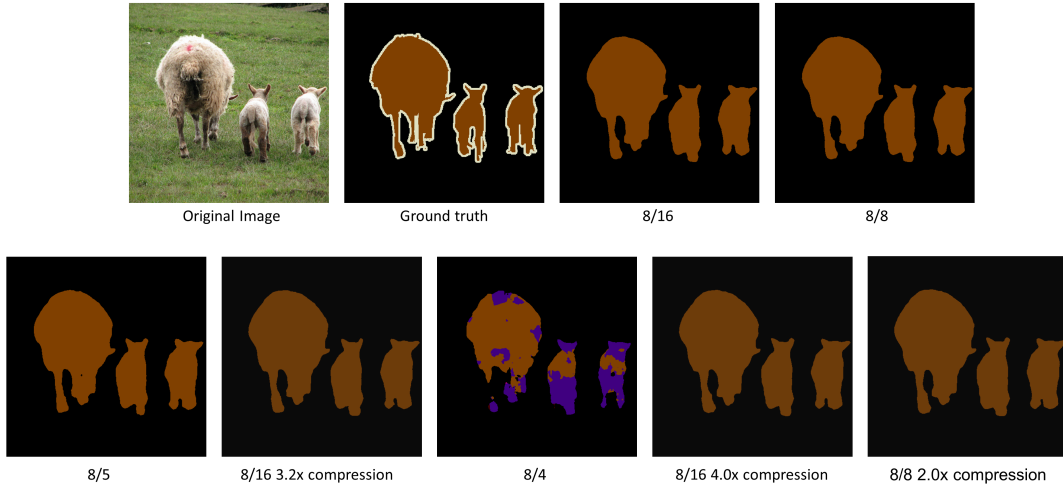 Original Image
Ground truth
8/16
8/8
8/5
8/16 3.2x compression
8/4
8/16 4.0x compression
8/8 2.0x compression